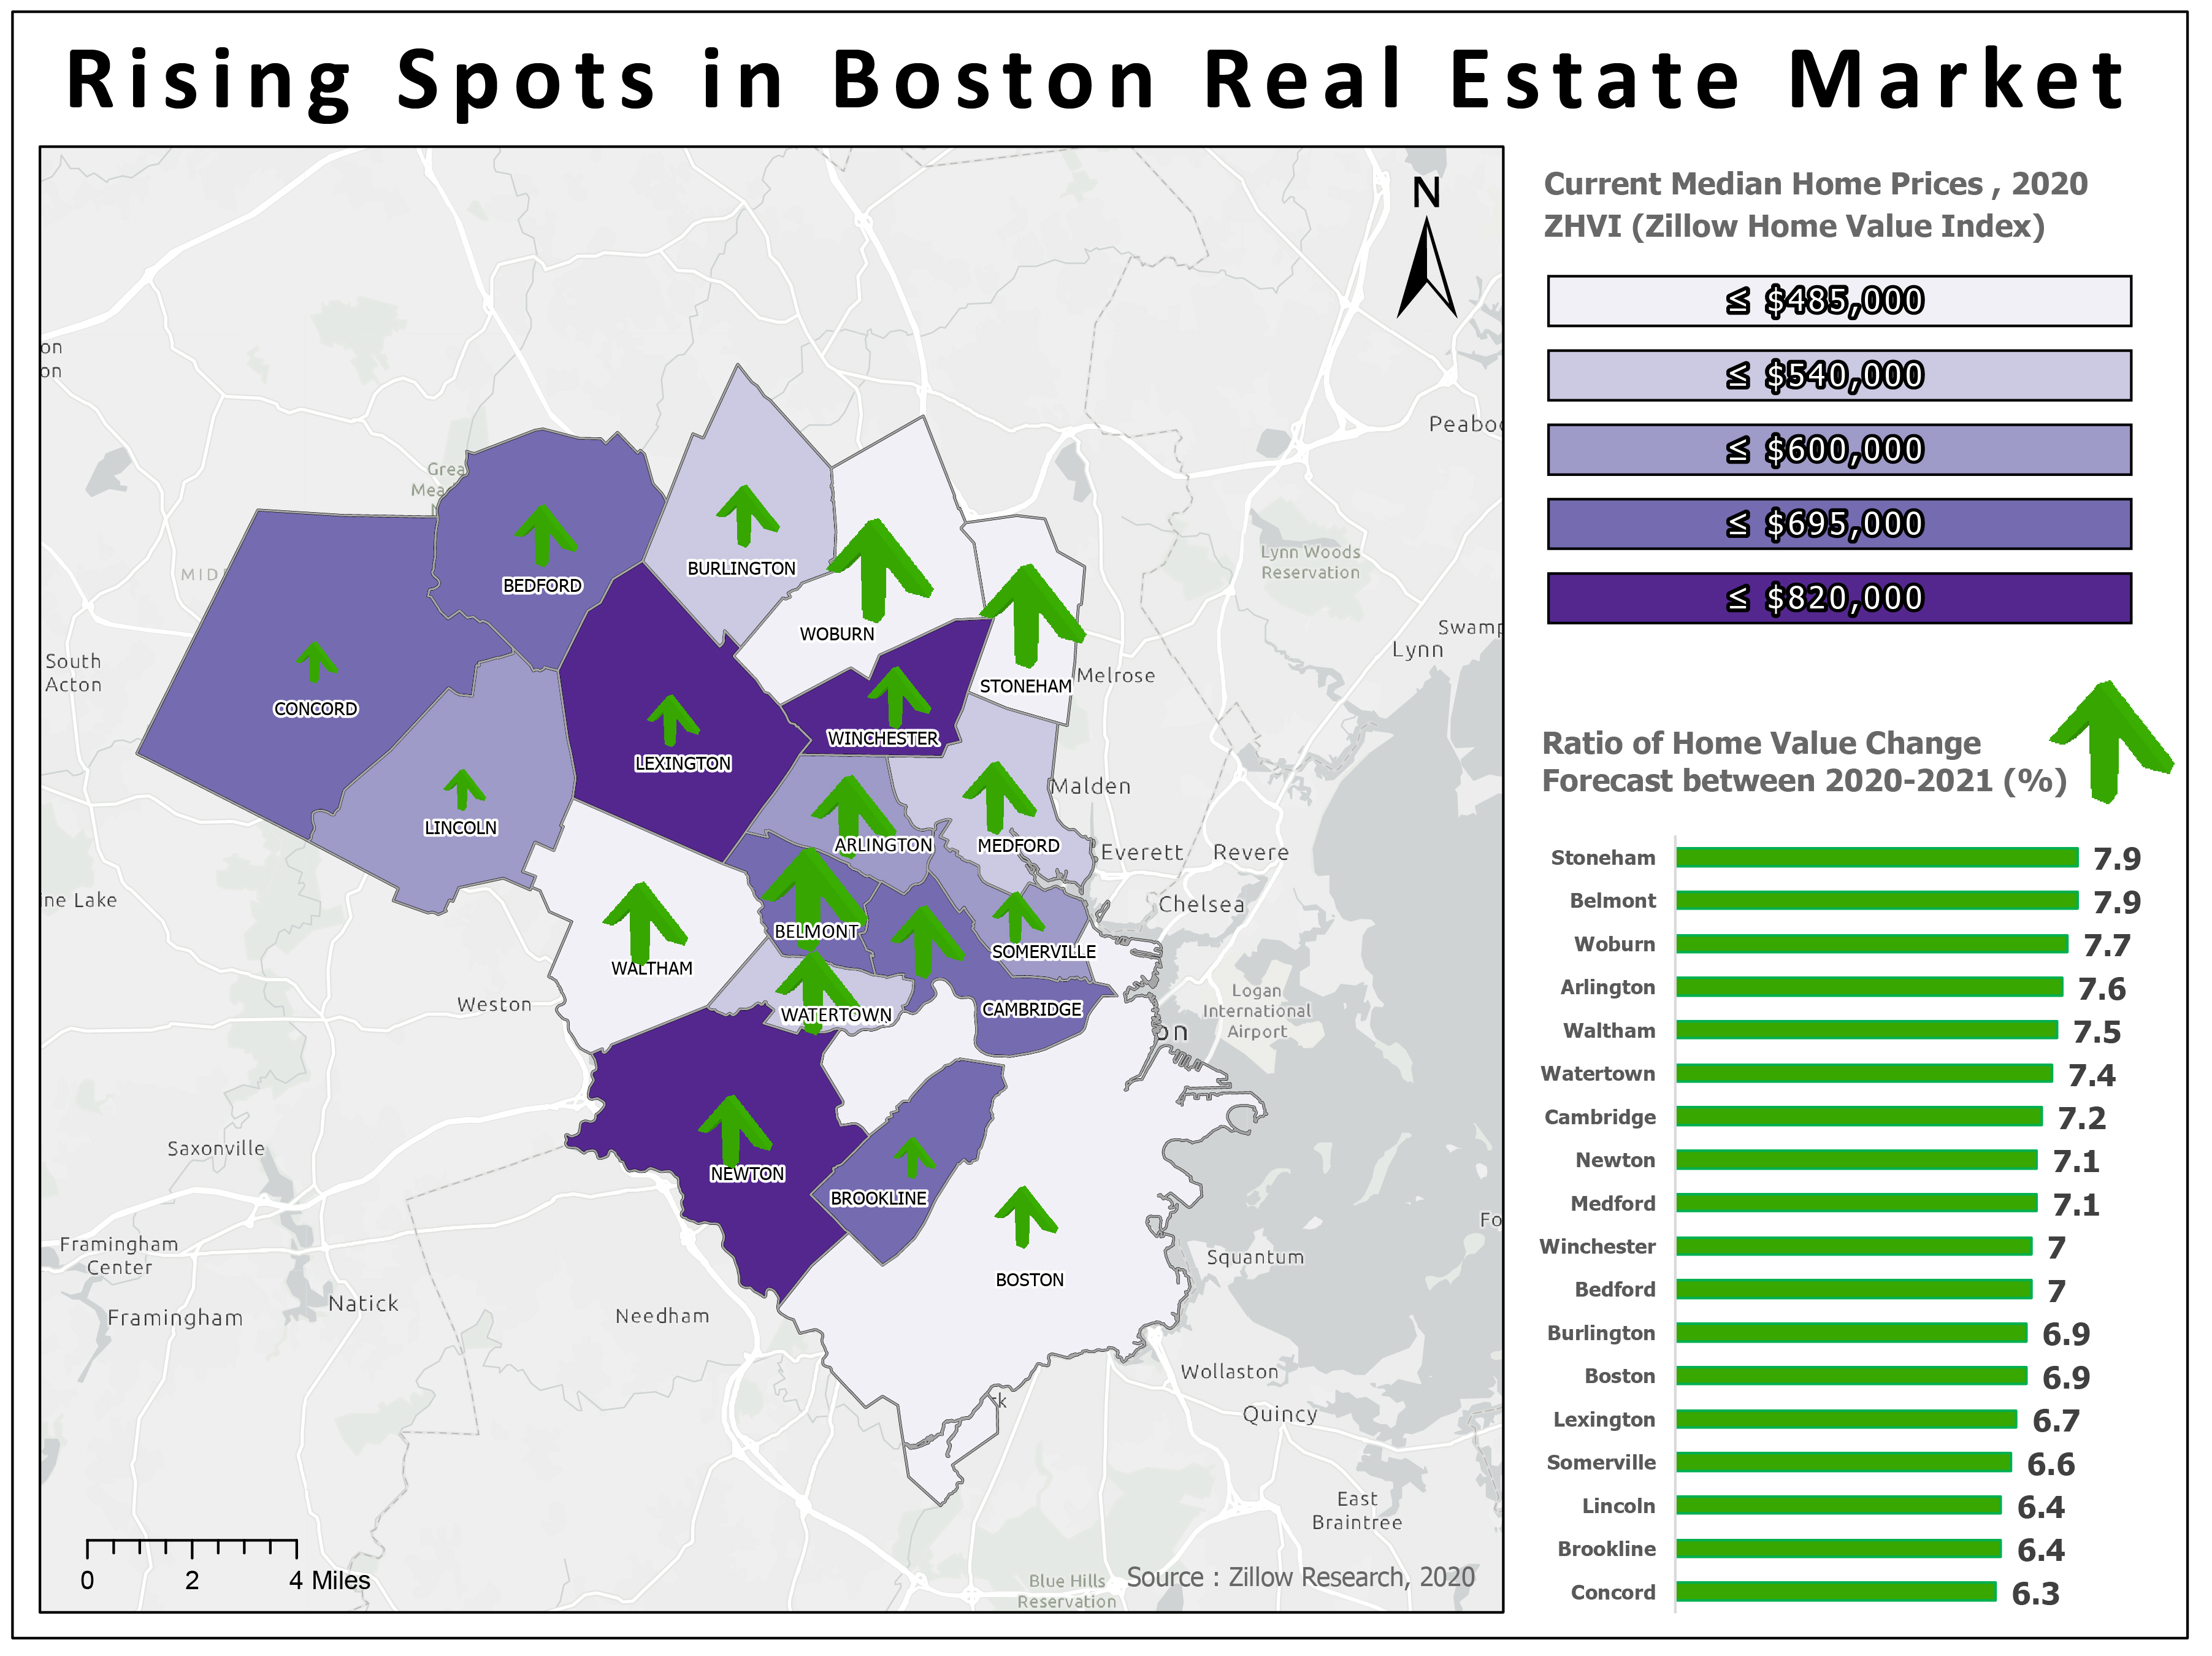 Rising Spots in Boston Real Estate Market
N
on
on
Grea
Mead
MID
South
Acton
ne Lake
Peabo
Lynn Woods
Reservation
Swamp
Lynn
Melrose
Malden
Everett
Revere
Chelsea
Logan
International
Airport
on
Weston
Saxonville
Framingham
Center
Framingham
Natick
Needham
Squantum
Fo
Wollaston
Quincy
k
East
Braintree
Blue Hills
Reservation
BEDFORD
BURLINGTON
WOBURN
STONEHAM
CONCORD
WINCHESTER
LEXINGTON
LINCOLN
ARLINGTON
MEDFORD
BELMONT
SOMERVILLE
WALTHAM
WATERTOWN
CAMBRIDGE
NEWTON
BROOKLINE
BOSTON
0 2 4 Miles
Source : Zillow Research, 2020
Current Median Home Prices , 2020
ZHVI (Zillow Home Value Index)
≤ $485,000
≤ $540,000
≤ $600,000
≤ $695,000
≤ $820,000
Ratio of Home Value Change
Forecast between 2020-2021 (%)
Stoneham 7.9
Belmont 7.9
Woburn 7.7
Arlington 7.6
Waltham 7.5
Watertown 7.4
Cambridge 7.2
Newton 7.1
Medford 7.1
Winchester 7
Bedford 7
Burlington 6.9
Boston 6.9
Lexington 6.7
Somerville 6.6
Lincoln 6.4
Brookline 6.4
Concord 6.3